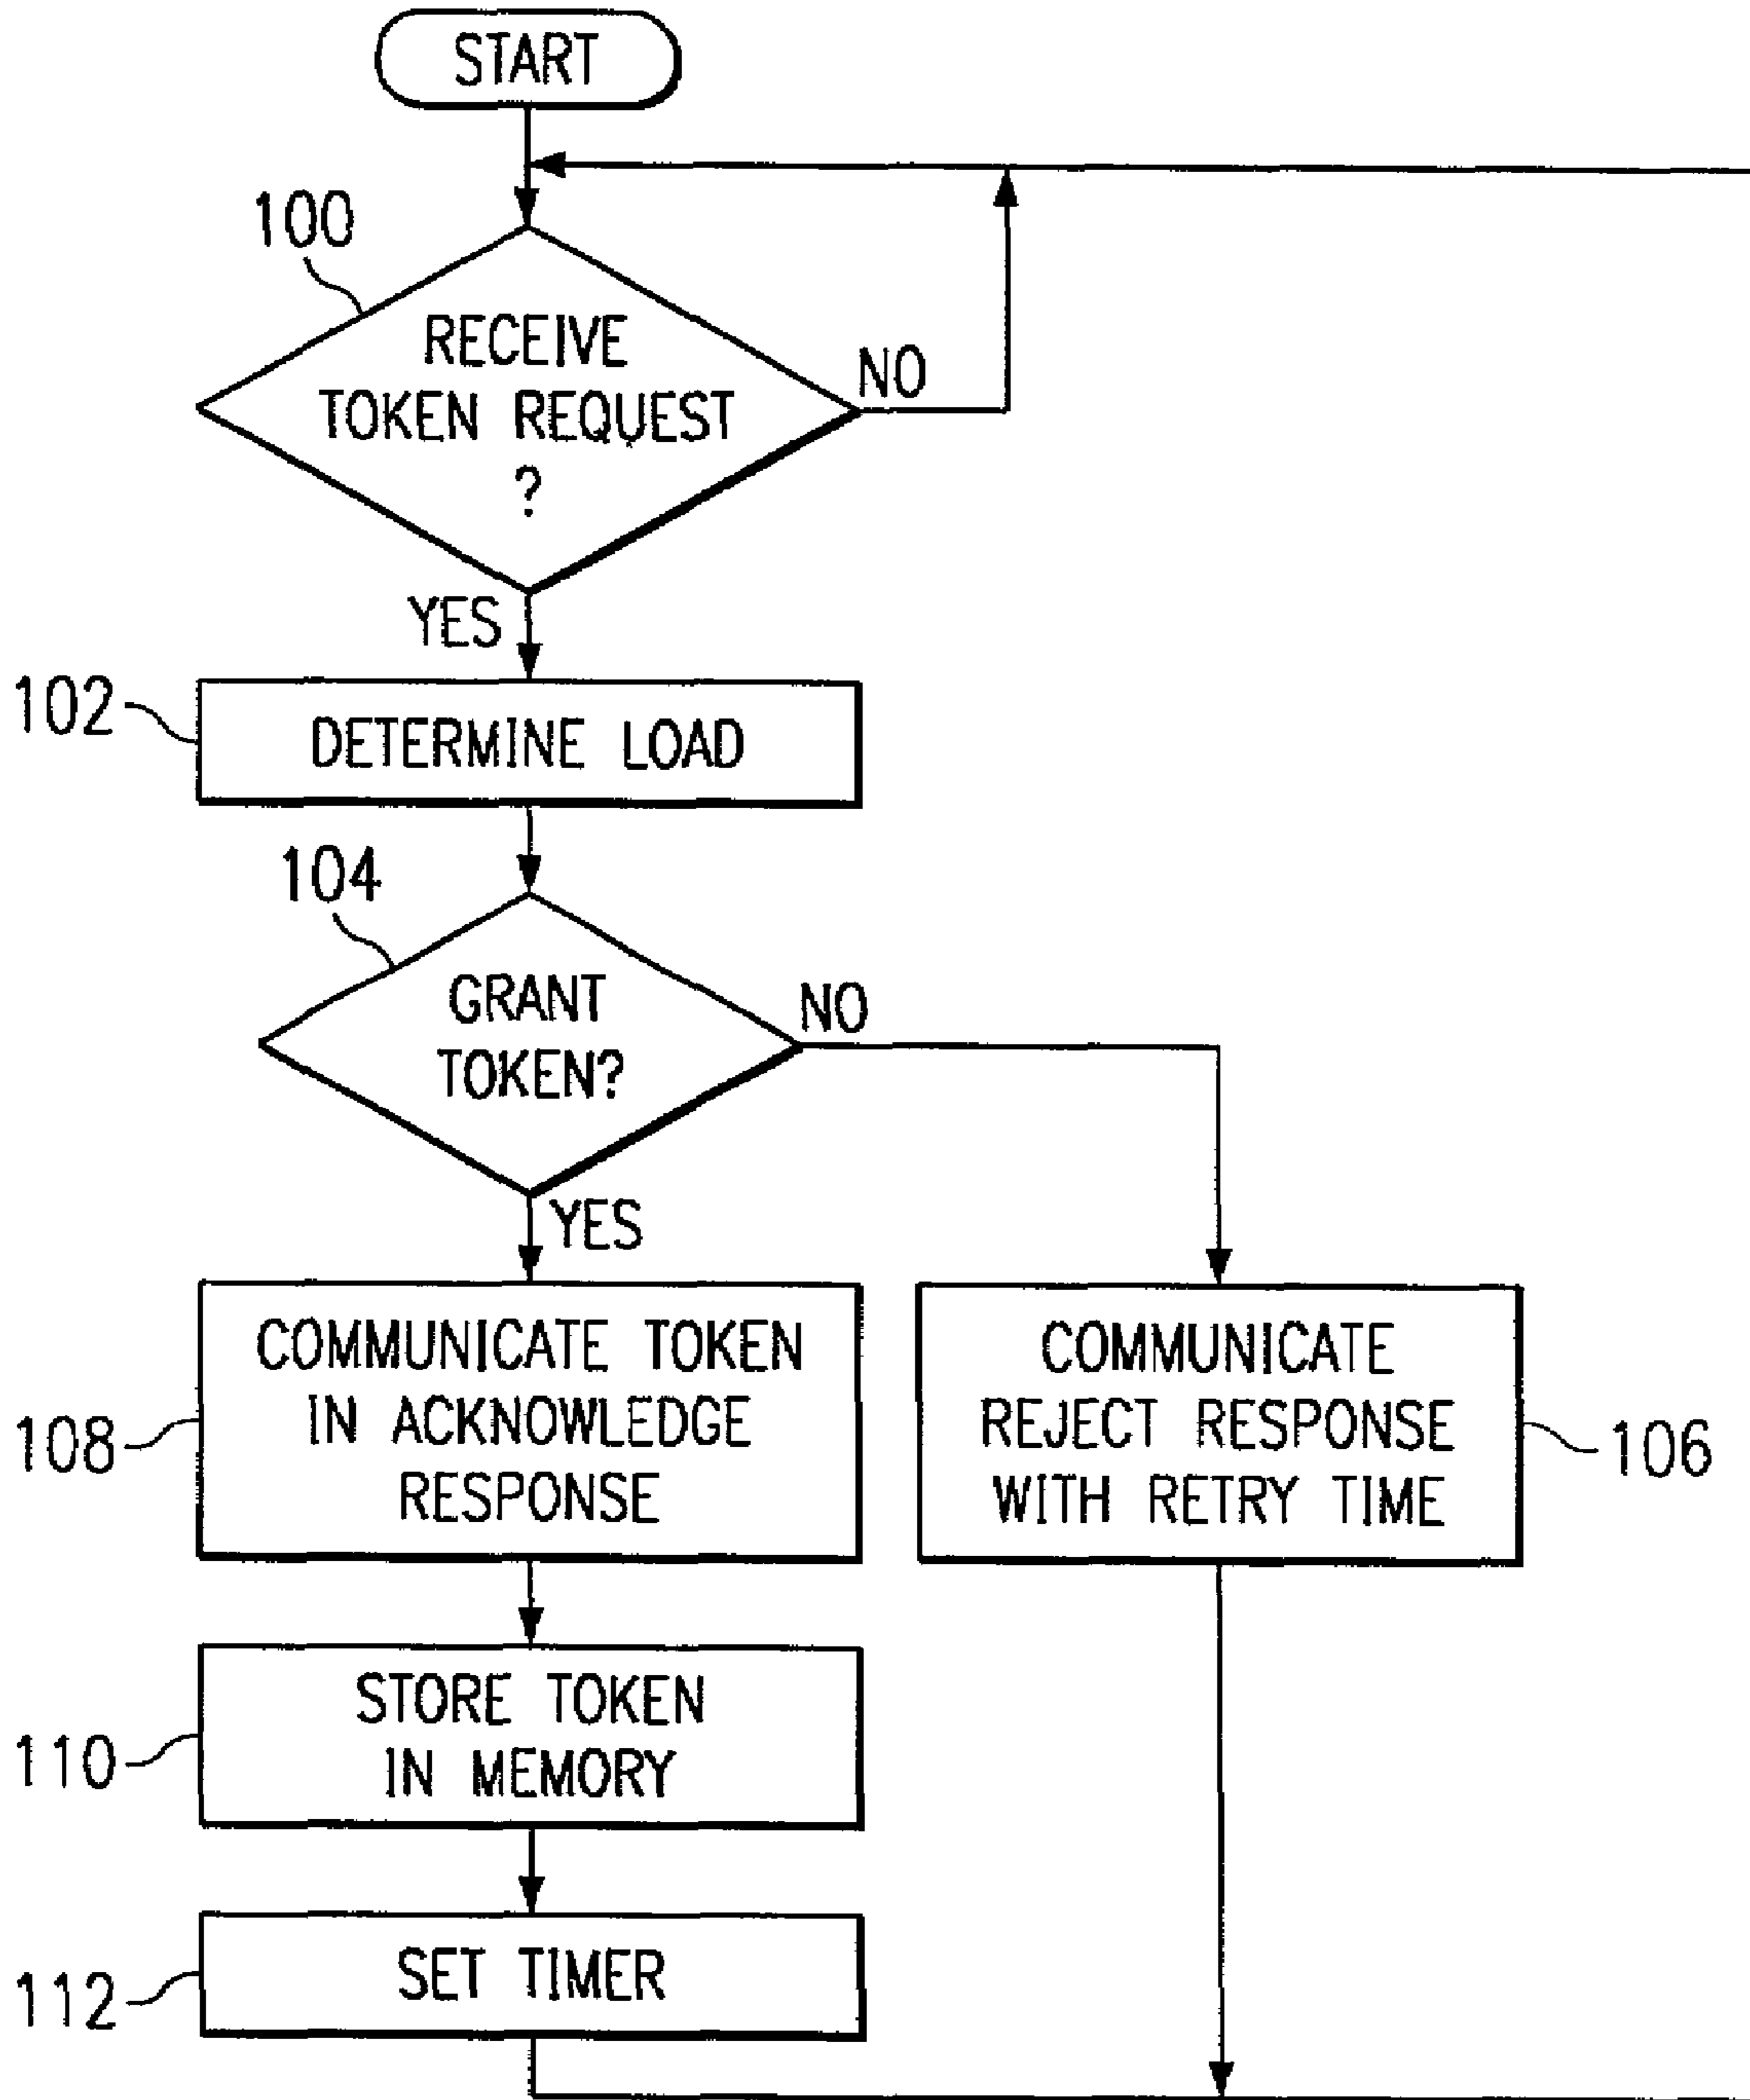 START
100
RECEIVE
TOKEN REQUEST
?
NO
YES
102
DETERMINE LOAD
104
GRANT
TOKEN?
NO
YES
108
COMMUNICATE TOKEN
IN ACKNOWLEDGE
RESPONSE
COMMUNICATE
REJECT RESPONSE
WITH RETRY TIME
106
110
STORE TOKEN
IN MEMORY
112
SET TIMER